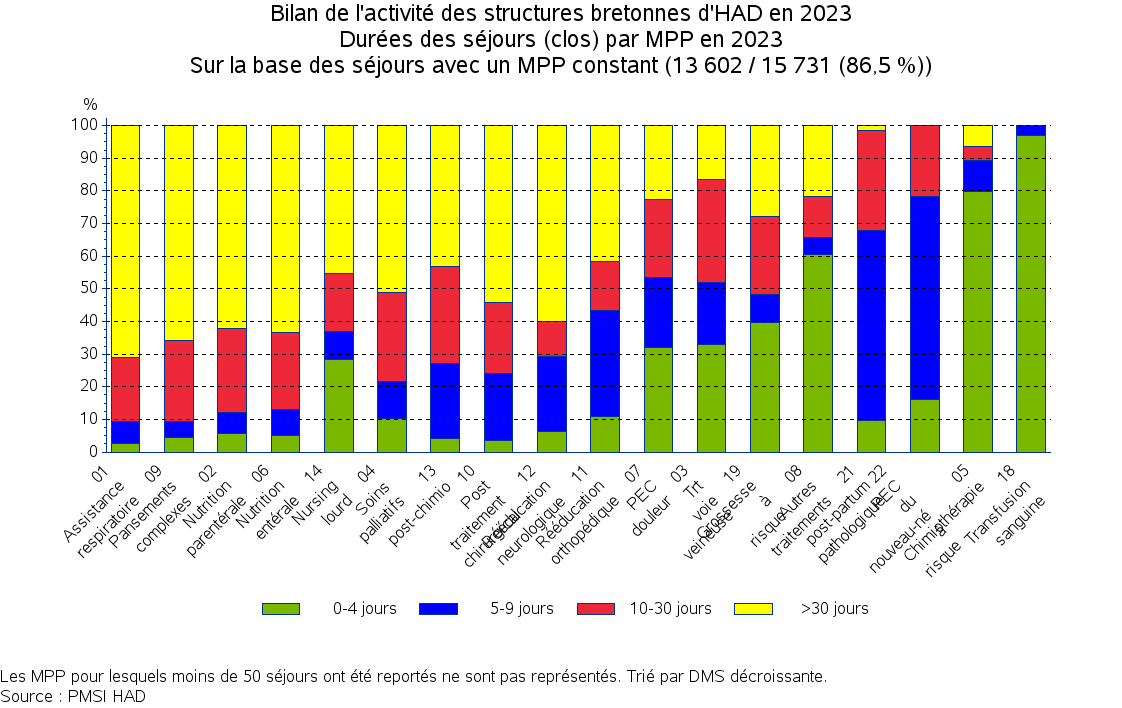 Bilan de l'activité des structures bretonnes d'HAD en 2023
Durées des séjours (clos) par MPP en 2023
Sur la base des séjours avec un MPP constant (13 602 / 15 731 (86,5 %))
%
100
90
80
70
60
50
40
30
20
10
0
01
Assistance
respiratoire
09
Pansements
complexes
02
Nutrition
parentérale
06
Nutrition
entérale
14
Nursing
lourd
04
Soins
palliatifs
13
post-chimio
10
Post
traitement
chirurgical
12
Rééducation
neurologique
11
Rééducation
orthopédique
07
PEC
douleur
03
Trt
voie
veineuse
19
Grossesse
à
risque
08
Autres
traitements
21
post-partum
pathologique
22
PEC
du
nouveau-né
à
risque
05
Chimiothérapie
18
Transfusion
sanguine
0-4 jours
5-9 jours
10-30 jours
>30 jours
Les MPP pour lesquels moins de 50 séjours ont été reportés ne sont pas représentés. Trié par DMS décroissante.
Source : PMSI HAD